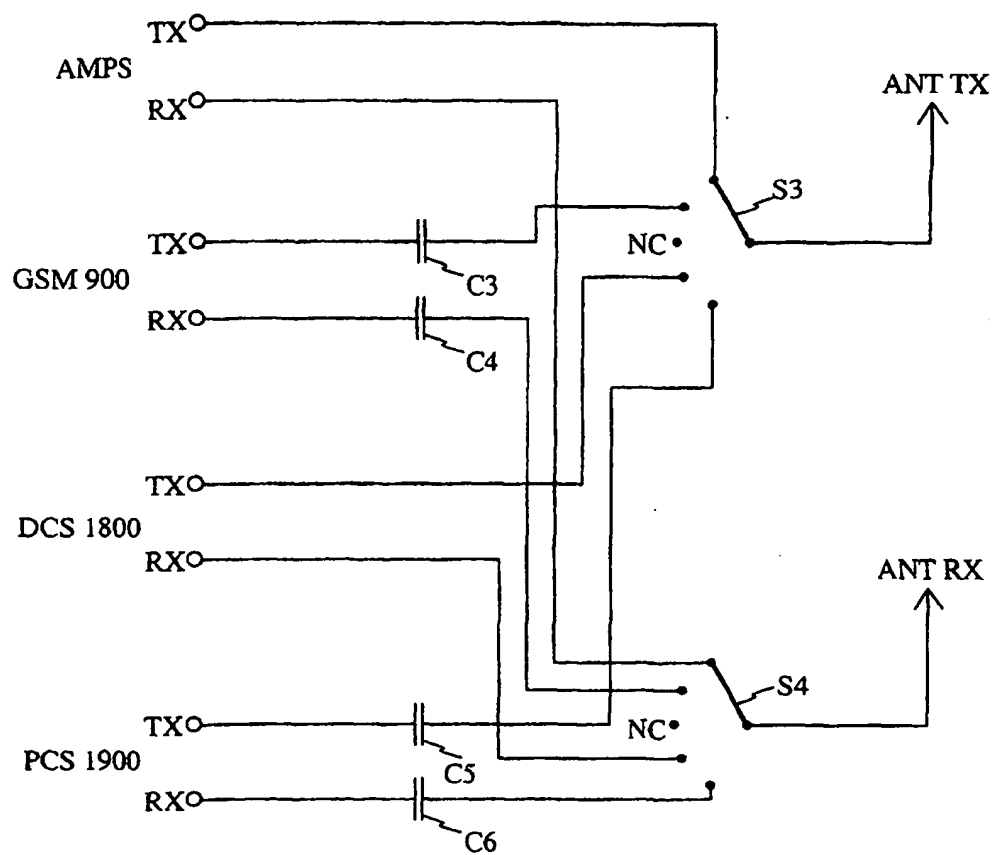 TX
AMPS
ANT TX
RX
S3
TX
NC
GSM 900
C3
RX
C4
TX
DCS 1800
RX
ANT RX
S4
TX
NC
PCS 1900
C5
RX
C6